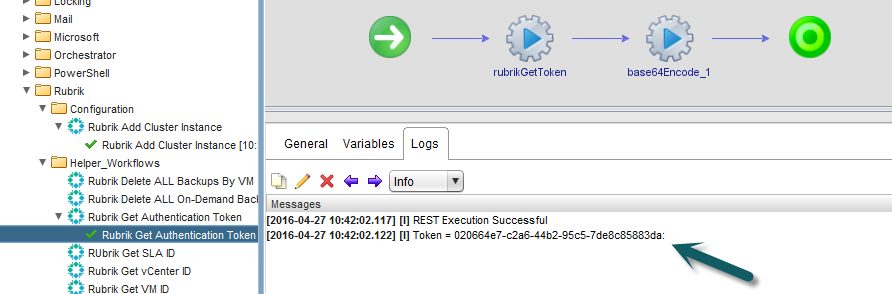 Locking
Mail
Microsoft
Orchestrator
PowerShell
Rubrik
Configuration
Rubrik Add Cluster Instance
Rubrik Add Cluster Instance [10:
Helper_Workflows
Rubrik Delete ALL Backups By VM
Rubrik Delete ALL On-Demand Bac
Rubrik Get Authentication Token
Rubrik Get Authentication Token
RUbrik Get SLA ID
Rubrik Get vCenter ID
Rubrik Get VM ID
rubrikGetToken
base64Encode_1
General
Variables
Logs
Info
Messages
[2016-04-27 10:42:02.117] [I] REST Execution Successful
[2016-04-27 10:42:02.122] [I] Token = 020664e7-c2a6-44b2-95c5-7de8c85883da: